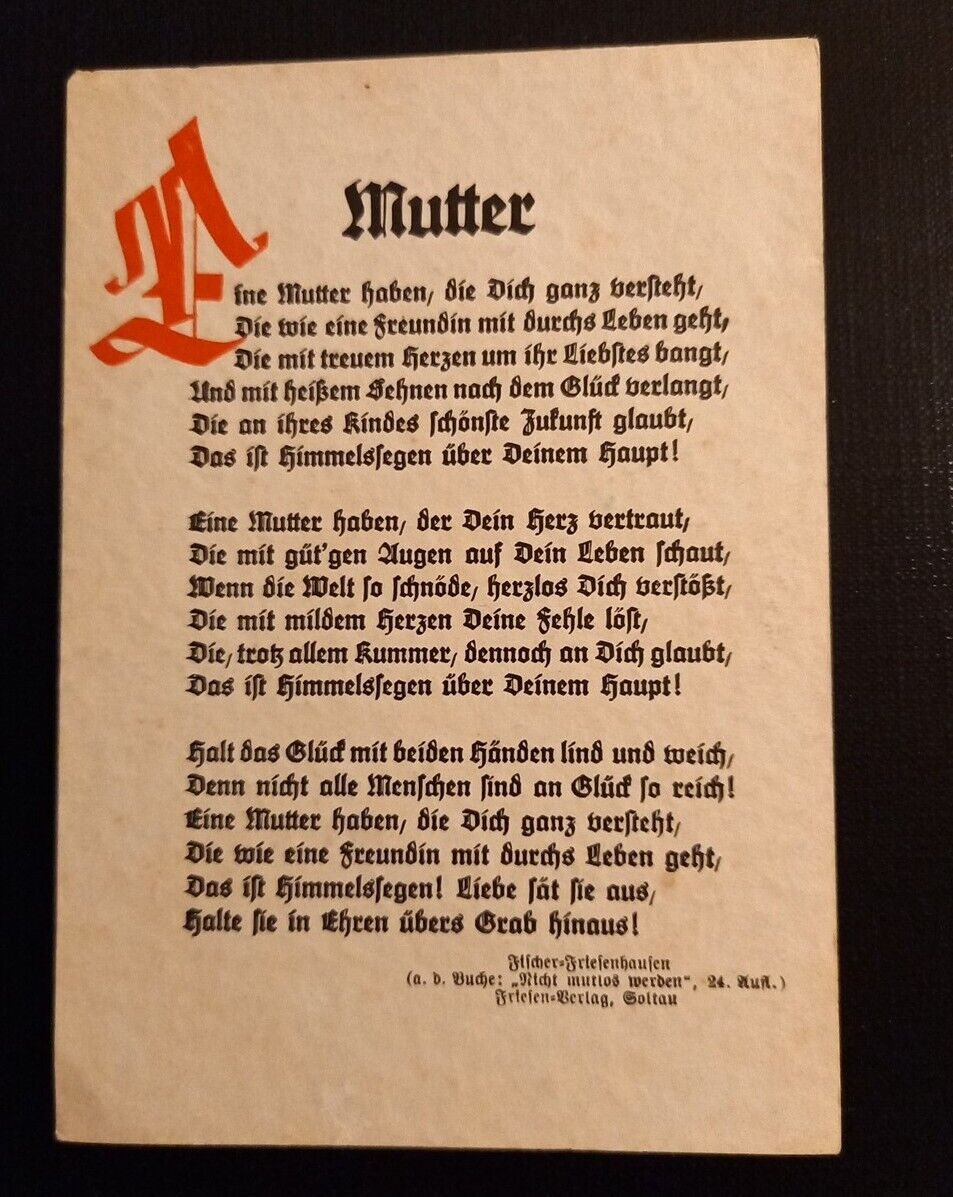 Mutter
Eine Mutter haben, die Dich ganz versteht,
Die wie eine Freundin mit durchs Leben geht,
Die mit treuem Herzen um ihr Liebstes bangt,
Und mit heißem Sehnen nach dem Glück verlangt,
Die an ihres Kindes schönste Zukunft glaubt,
Das ist Himmelssegen über Deinem Haupt!
Eine Mutter haben, der Dein Herz vertraut,
Die mit güt'gen Augen auf Dein Leben schaut,
Wenn die Welt so schnöde, herzlos Dich verstößt,
Die mit mildem Herzen Deine Fehle löst,
Die, trotz allem Kummer, dennoch an Dich glaubt,
Das ist Himmelssegen über Deinem Haupt!
Halt das Glück mit beiden Händen lind und weich,
Denn nicht alle Menschen sind an Glück so reich!
Eine Mutter haben, die Dich ganz versteht,
Die wie eine Freundin mit durchs Leben geht,
Das ist Himmelssegen! Liebe sät sie aus,
Halte sie in Ehren übers Grab hinaus!
Fischer-Friesenhausen
(a. d. Buche: „Nicht mutlos werden“, 24. Aufl.)
Friesen-Verlag, Soltau